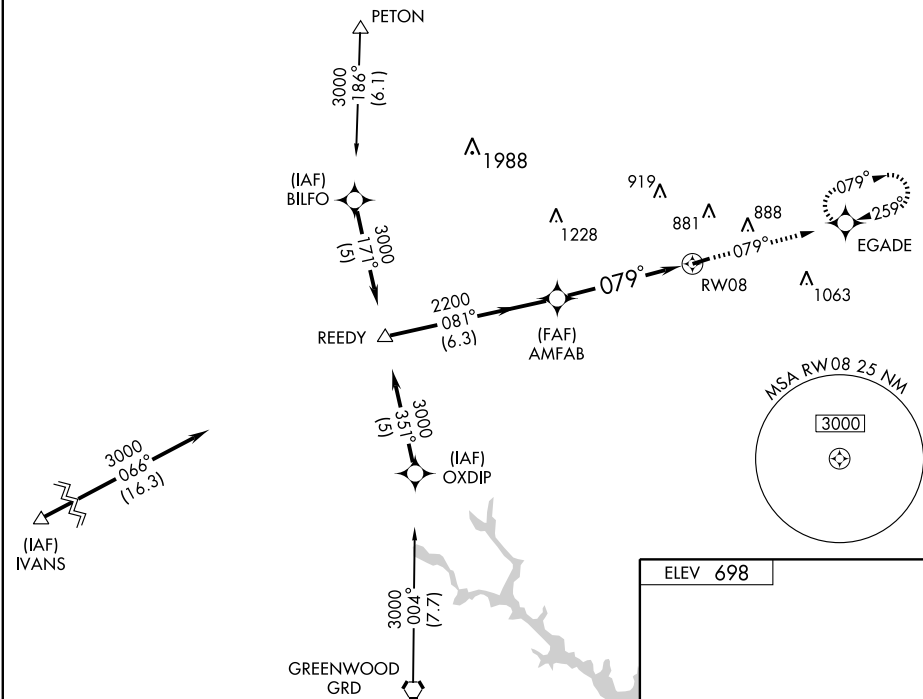 PETON
3000
186°
(6.1)
1988
(IAF)
BILFO
3000
171°
(5)
919
881
888
1228
079°
259°
EGADE
079°
079°
RW08
1063
REEDY
2200
081°
(6.3)
(FAF)
AMFAB
MSA RW08 25 NM
3000
3000
351°
(5)
(IAF)
OXDIP
3000
066°
(16.3)
(IAF)
IVANS
3000
004°
(7.7)
GREENWOOD
GRD
ELEV 698